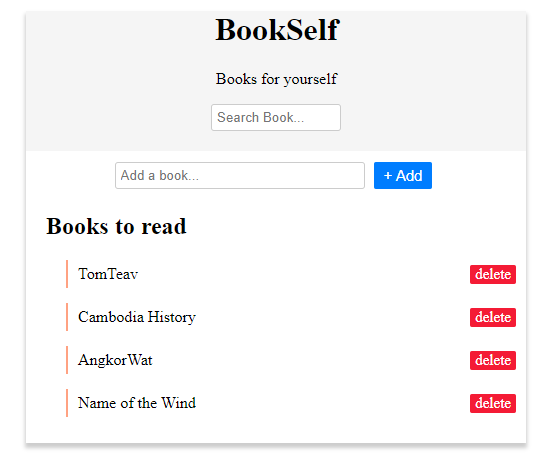 BookSelf
Books for yourself
Search Book...
Add a book... + Add
Books to read
TomTeav delete
Cambodia History delete
AngkorWat delete
Name of the Wind delete